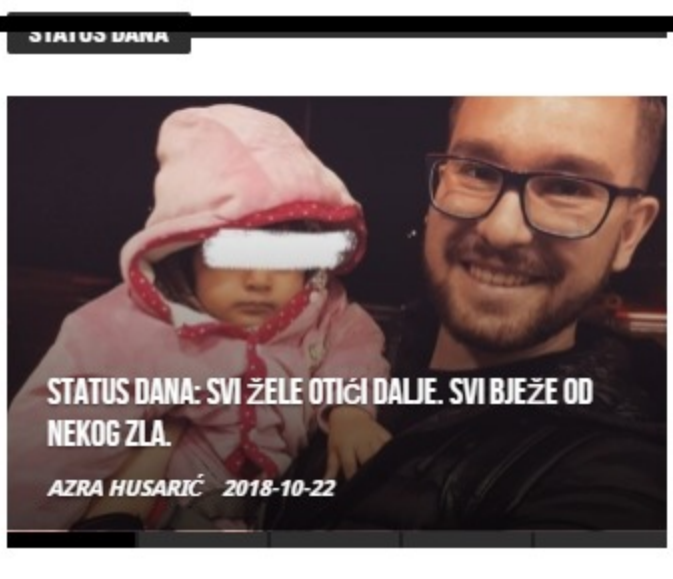 STATUS DANA
STATUS DANA: SVI ŽELE OTIĆI DALJE. SVI BJEŽE OD
NEKOG ZLA.
AZRA HUSARIĆ 2018-10-22